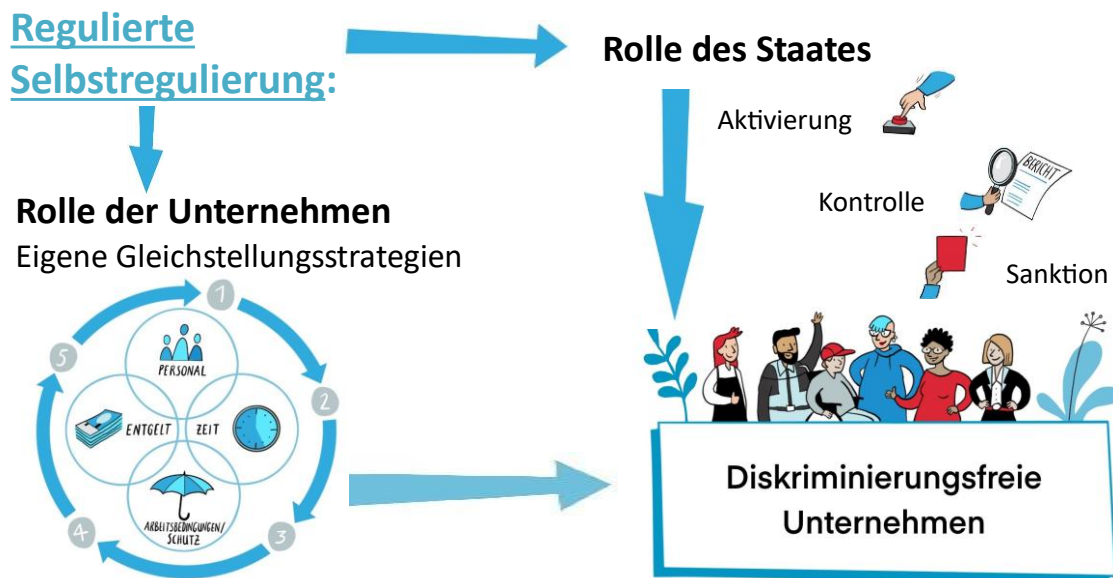 Regulierte
Selbstregulierung:
Rolle des Staates
Aktivierung
BERICHT
Kontrolle
Sanktion
Rolle der Unternehmen
Eigene Gleichstellungsstrategien
1
2
3
4
5
PERSONAL
ENTGELT
ZEIT
ARBEITSBEDINGUNGEN/
SCHUTZ
Diskriminierungsfreie
Unternehmen